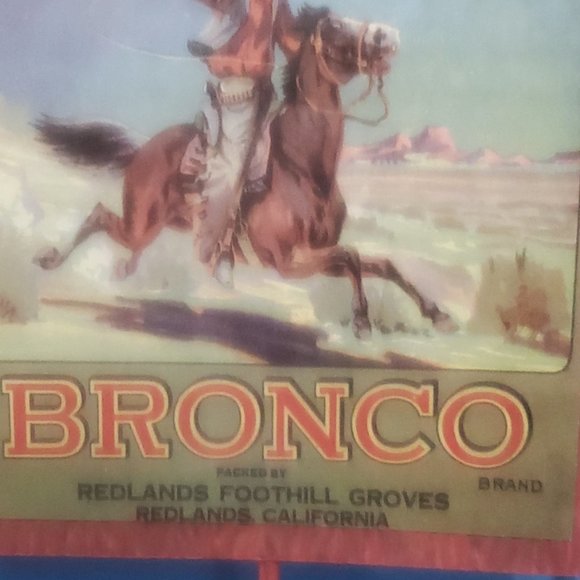 BRONCO
BRAND
PACKED BY
REDLANDS FOOTHILL GROVES
REDLANDS, CALIFORNIA